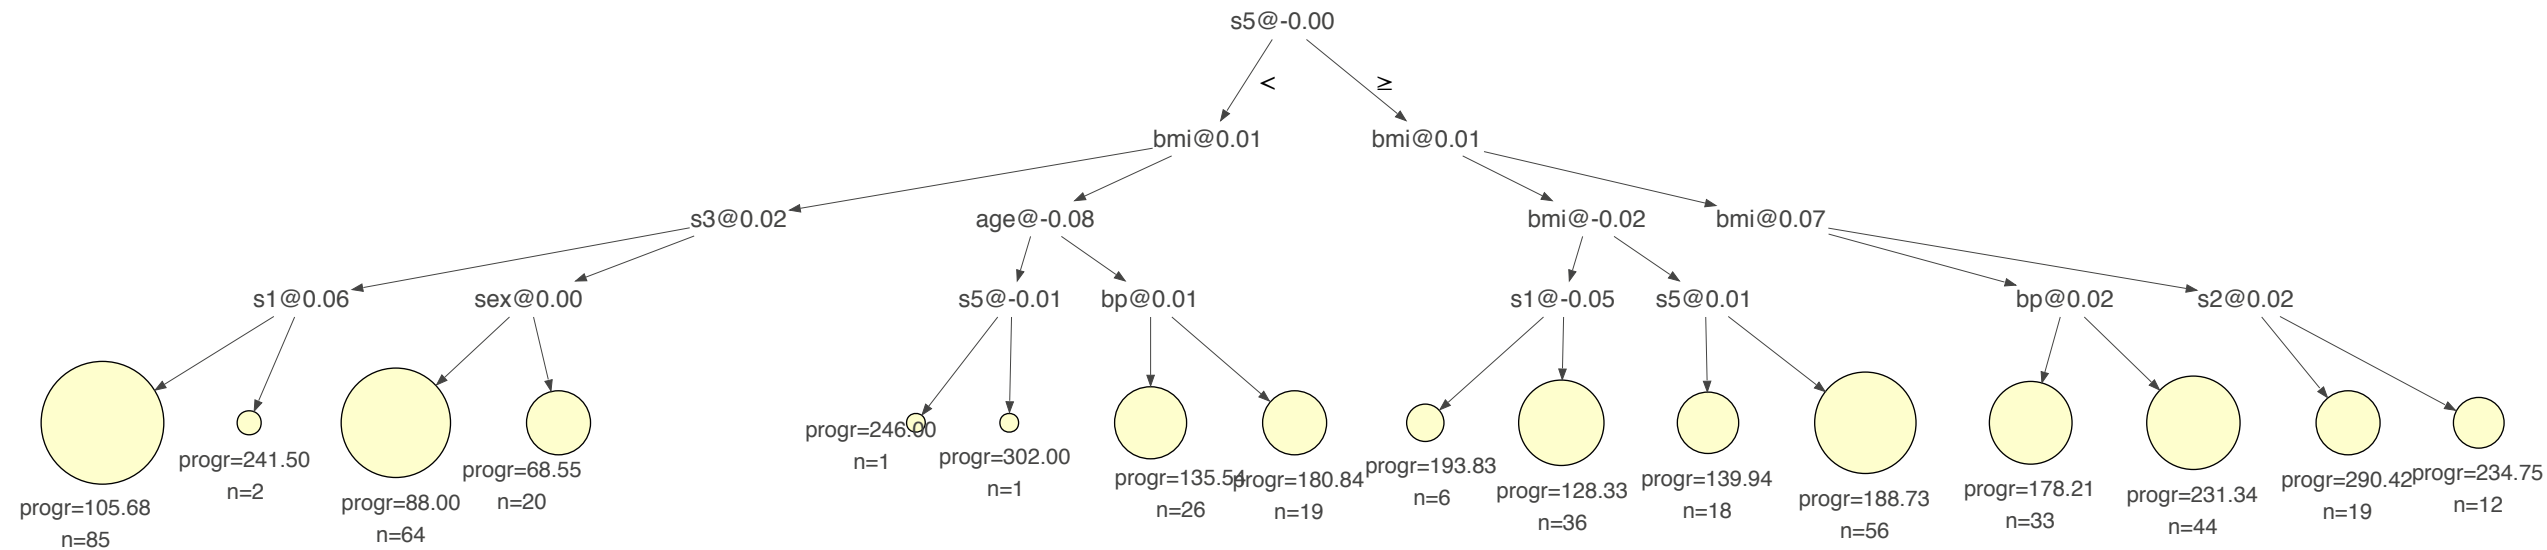 s5@-0.00
<
≥
bmi@0.01
bmi@0.01
s3@0.02
age@-0.08
bmi@-0.02
bmi@0.07
s1@0.06
sex@0.00
s5@-0.01
bp@0.01
s1@-0.05
s5@0.01
bp@0.02
s2@0.02
progr=105.68
n=85
progr=241.50
n=2
progr=88.00
n=64
progr=68.55
n=20
progr=246.00
n=1
progr=302.00
n=1
progr=135.54
n=26
progr=180.84
n=19
progr=193.83
n=6
progr=128.33
n=36
progr=139.94
n=18
progr=188.73
n=56
progr=178.21
n=33
progr=231.34
n=44
progr=290.42
n=19
progr=234.75
n=12